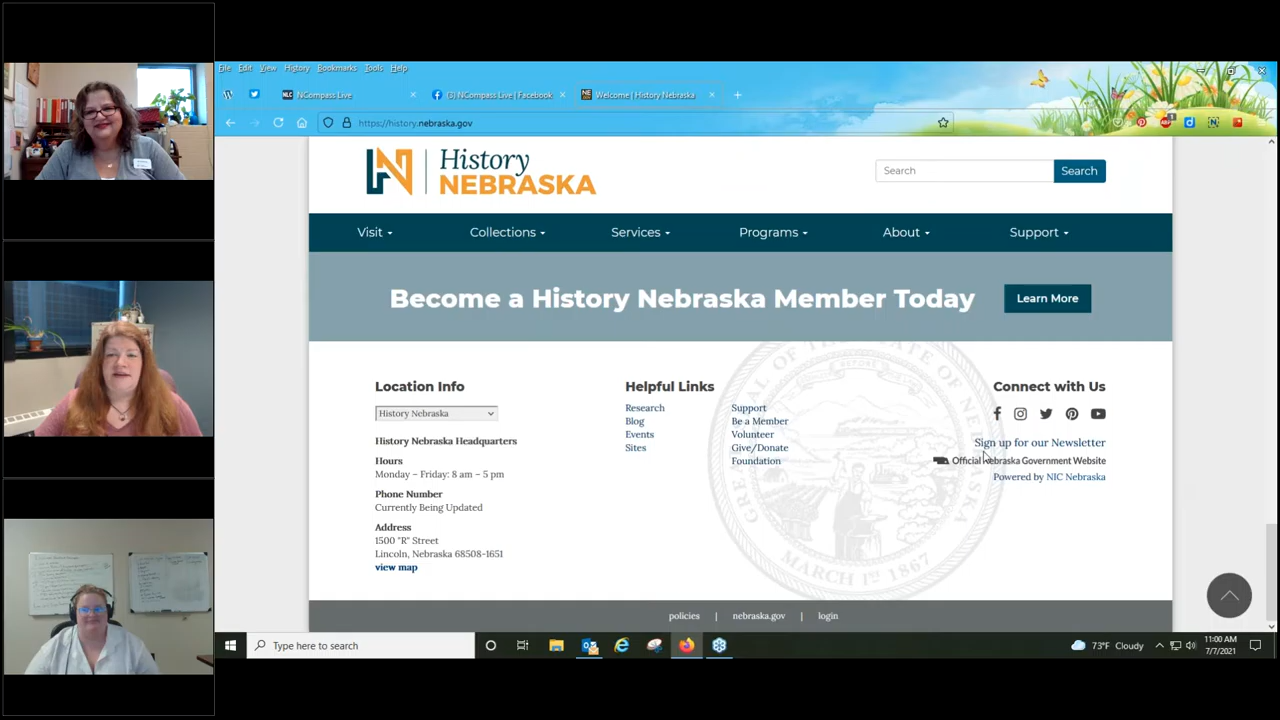 File Edit View History Bookmarks Tools Help
NCompass Live
NCompass Live | Facebook
Welcome | History Nebraska
https://history.nebraska.gov
History
NEBRASKA
Search
Search
Visit
Collections
Services
Programs
About
Support
Become a History Nebraska Member Today
Learn More
Location Info
History Nebraska
History Nebraska Headquarters
Hours
Monday – Friday: 8 am – 5 pm
Phone Number
Currently Being Updated
Address
1500 "R" Street
Lincoln, Nebraska 68508-1651
view map
Helpful Links
Research
Blog
Events
Sites
Support
Be a Member
Volunteer
Give/Donate
Foundation
Connect with Us
Sign up for our Newsletter
Official Nebraska Government Website
Powered by NIC Nebraska
MARCH 1ST 1867
policies | nebraska.gov | login
Type here to search
73°F Cloudy
11:00 AM
7/7/2021